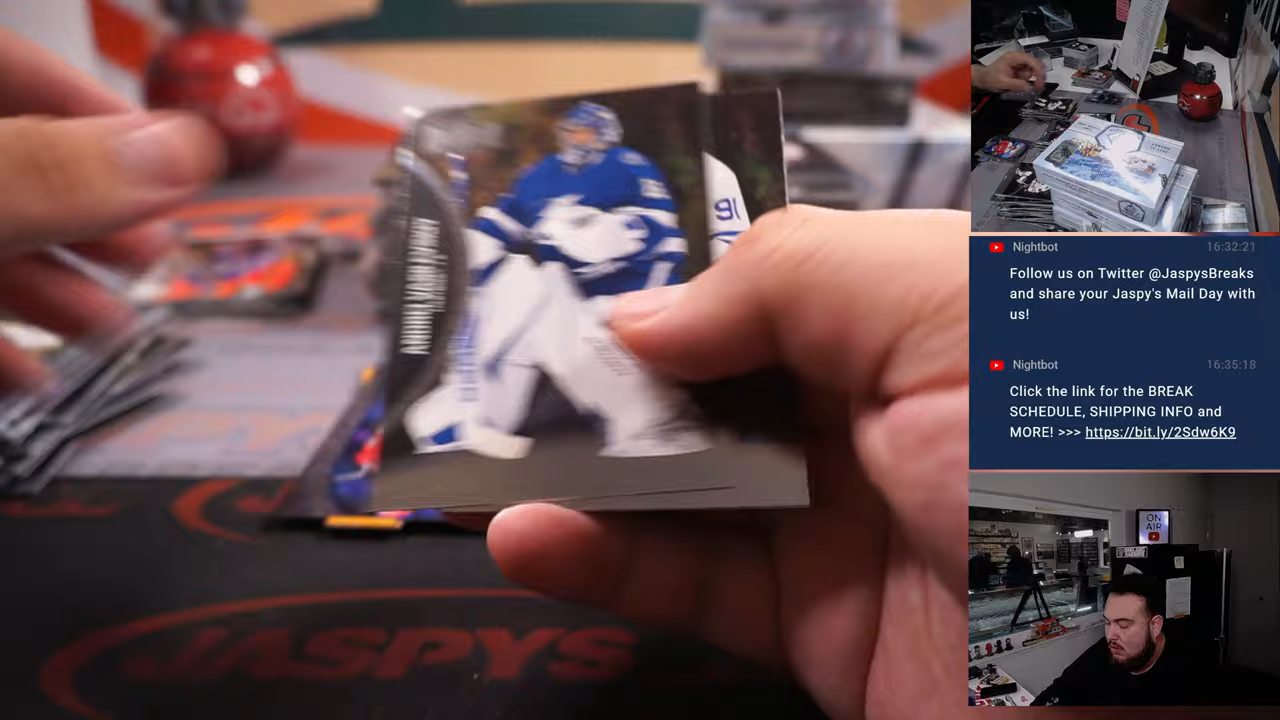 91
JASPYS
Nightbot
16:32:21
Follow us on Twitter @JaspysBreaks
and share your Jaspy's Mail Day with
us!
Nightbot
16:35:18
Click the link for the BREAK
SCHEDULE, SHIPPING INFO and
MORE! >>> https://bit.ly/2Sdw6K9
ON
AIR